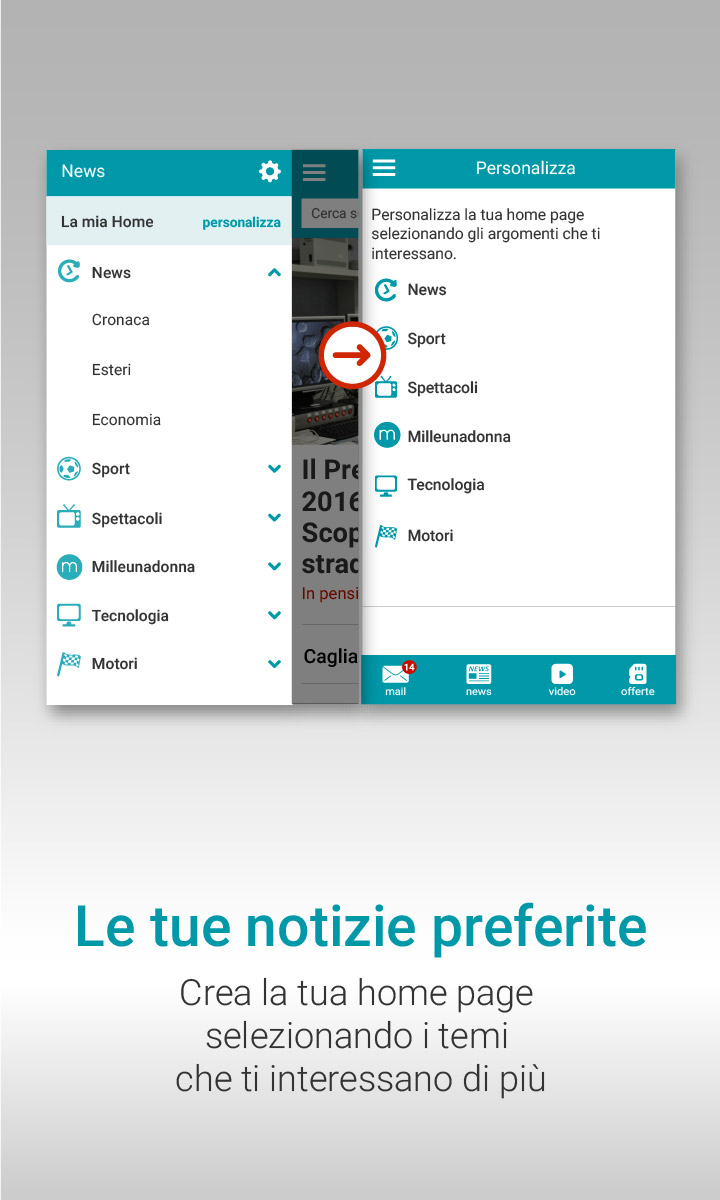 News
La mia Home
personalizza
News
Cronaca
Esteri
Economia
Sport
Spettacoli
m Milleunadonna
Tecnologia
Motori
Cerca s
Il Pre
2016
Scop
strad
In pensi
Caglia
Personalizza
Personalizza la tua home page
selezionando gli argomenti che ti
interessano.
News
Sport
Spettacoli
m Milleunadonna
Tecnologia
Motori
14
mail
NEWS
news
video
offerte
Le tue notizie preferite
Crea la tua home page
selezionando i temi
che ti interessano di più